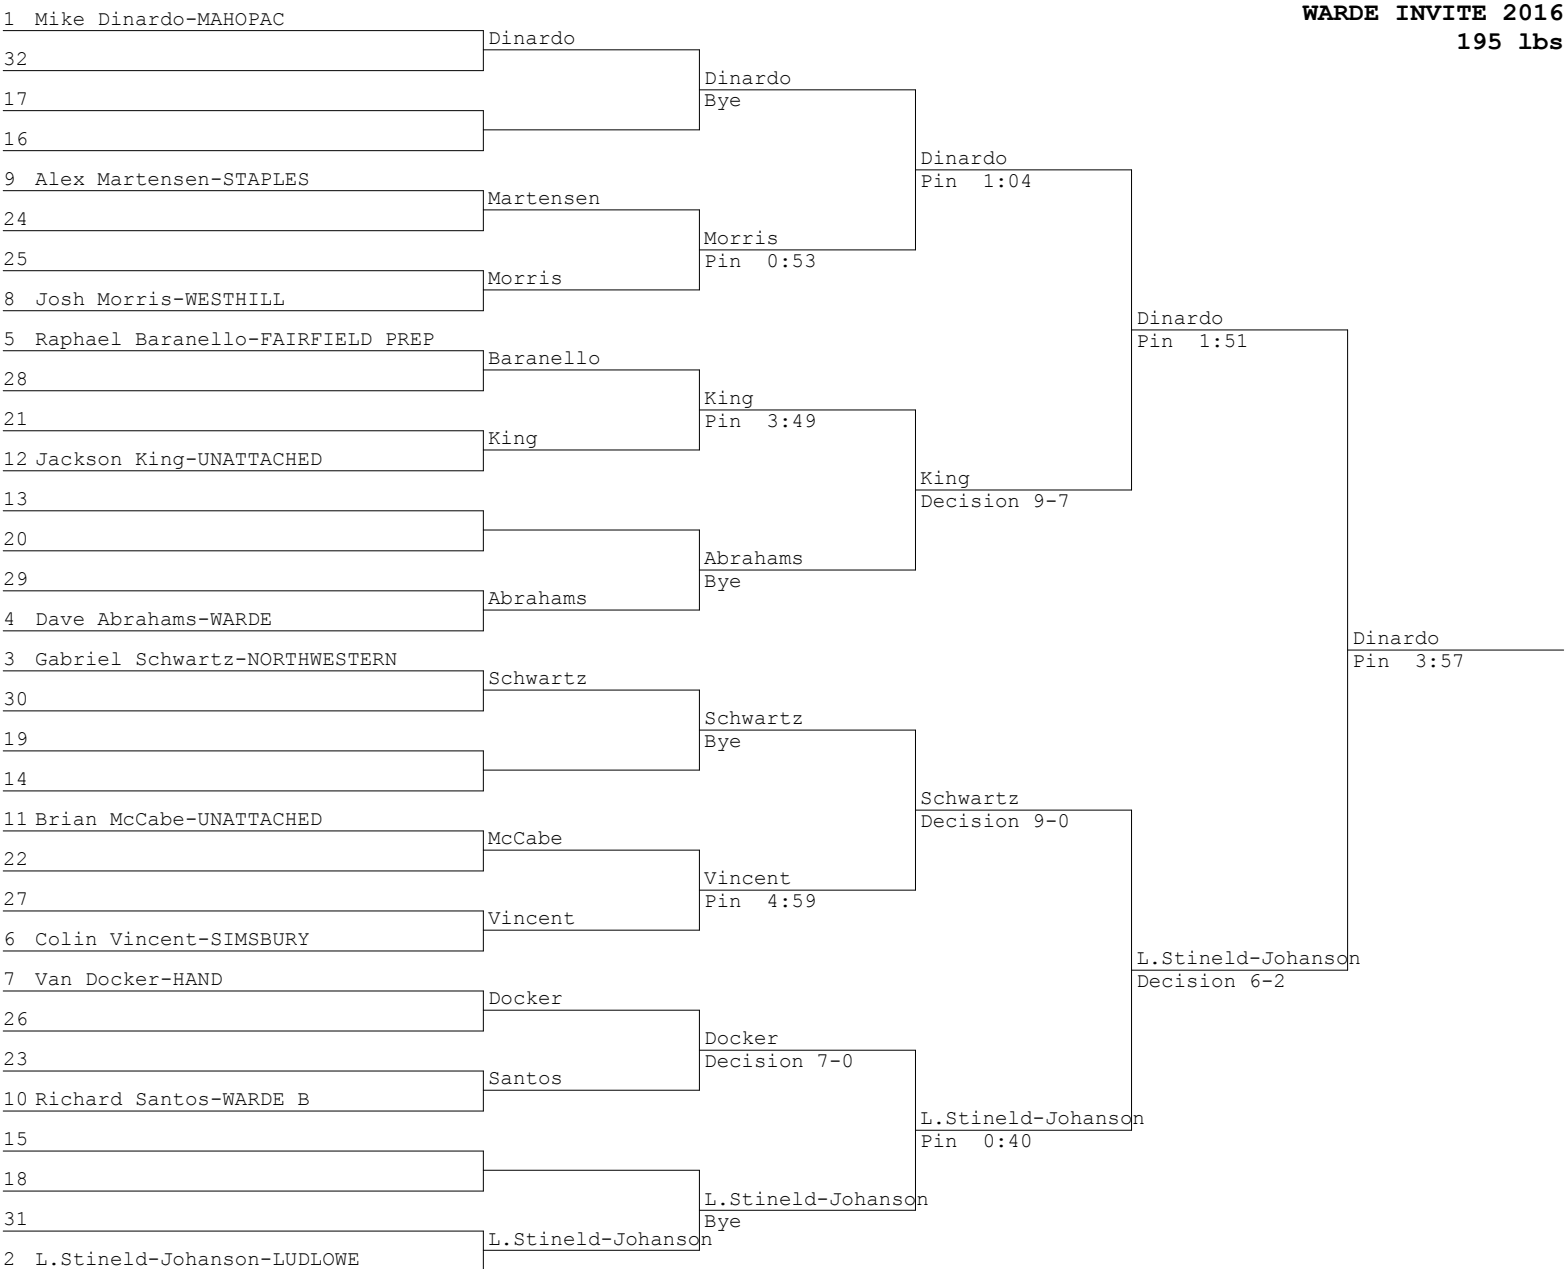 WARDE INVITE 2016
195 lbs
1 Mike Dinardo-MAHOPAC
Dinardo
32
Dinardo
17
Bye
16
Dinardo
9 Alex Martensen-STAPLES
Pin 1:04
Martensen
24
Morris
25
Pin 0:53
Morris
8 Josh Morris-WESTHILL
Dinardo
5 Raphael Baranello-FAIRFIELD PREP
Pin 1:51
Baranello
28
King
21
Pin 3:49
King
12 Jackson King-UNATTACHED
King
13
Decision 9-7
20
Abrahams
29
Bye
Abrahams
4 Dave Abrahams-WARDE
Dinardo
3 Gabriel Schwartz-NORTHWESTERN
Pin 3:57
Schwartz
30
Schwartz
19
Bye
14
Schwartz
11 Brian McCabe-UNATTACHED
Decision 9-0
McCabe
22
Vincent
27
Pin 4:59
Vincent
6 Colin Vincent-SIMSBURY
L.Stineld-Johanson
7 Van Docker-HAND
Decision 6-2
Docker
26
Docker
23
Decision 7-0
Santos
10 Richard Santos-WARDE B
L.Stineld-Johanson
15
Pin 0:40
18
L.Stineld-Johanson
31
Bye
L.Stineld-Johanson
2 L.Stineld-Johanson-LUDLOWE